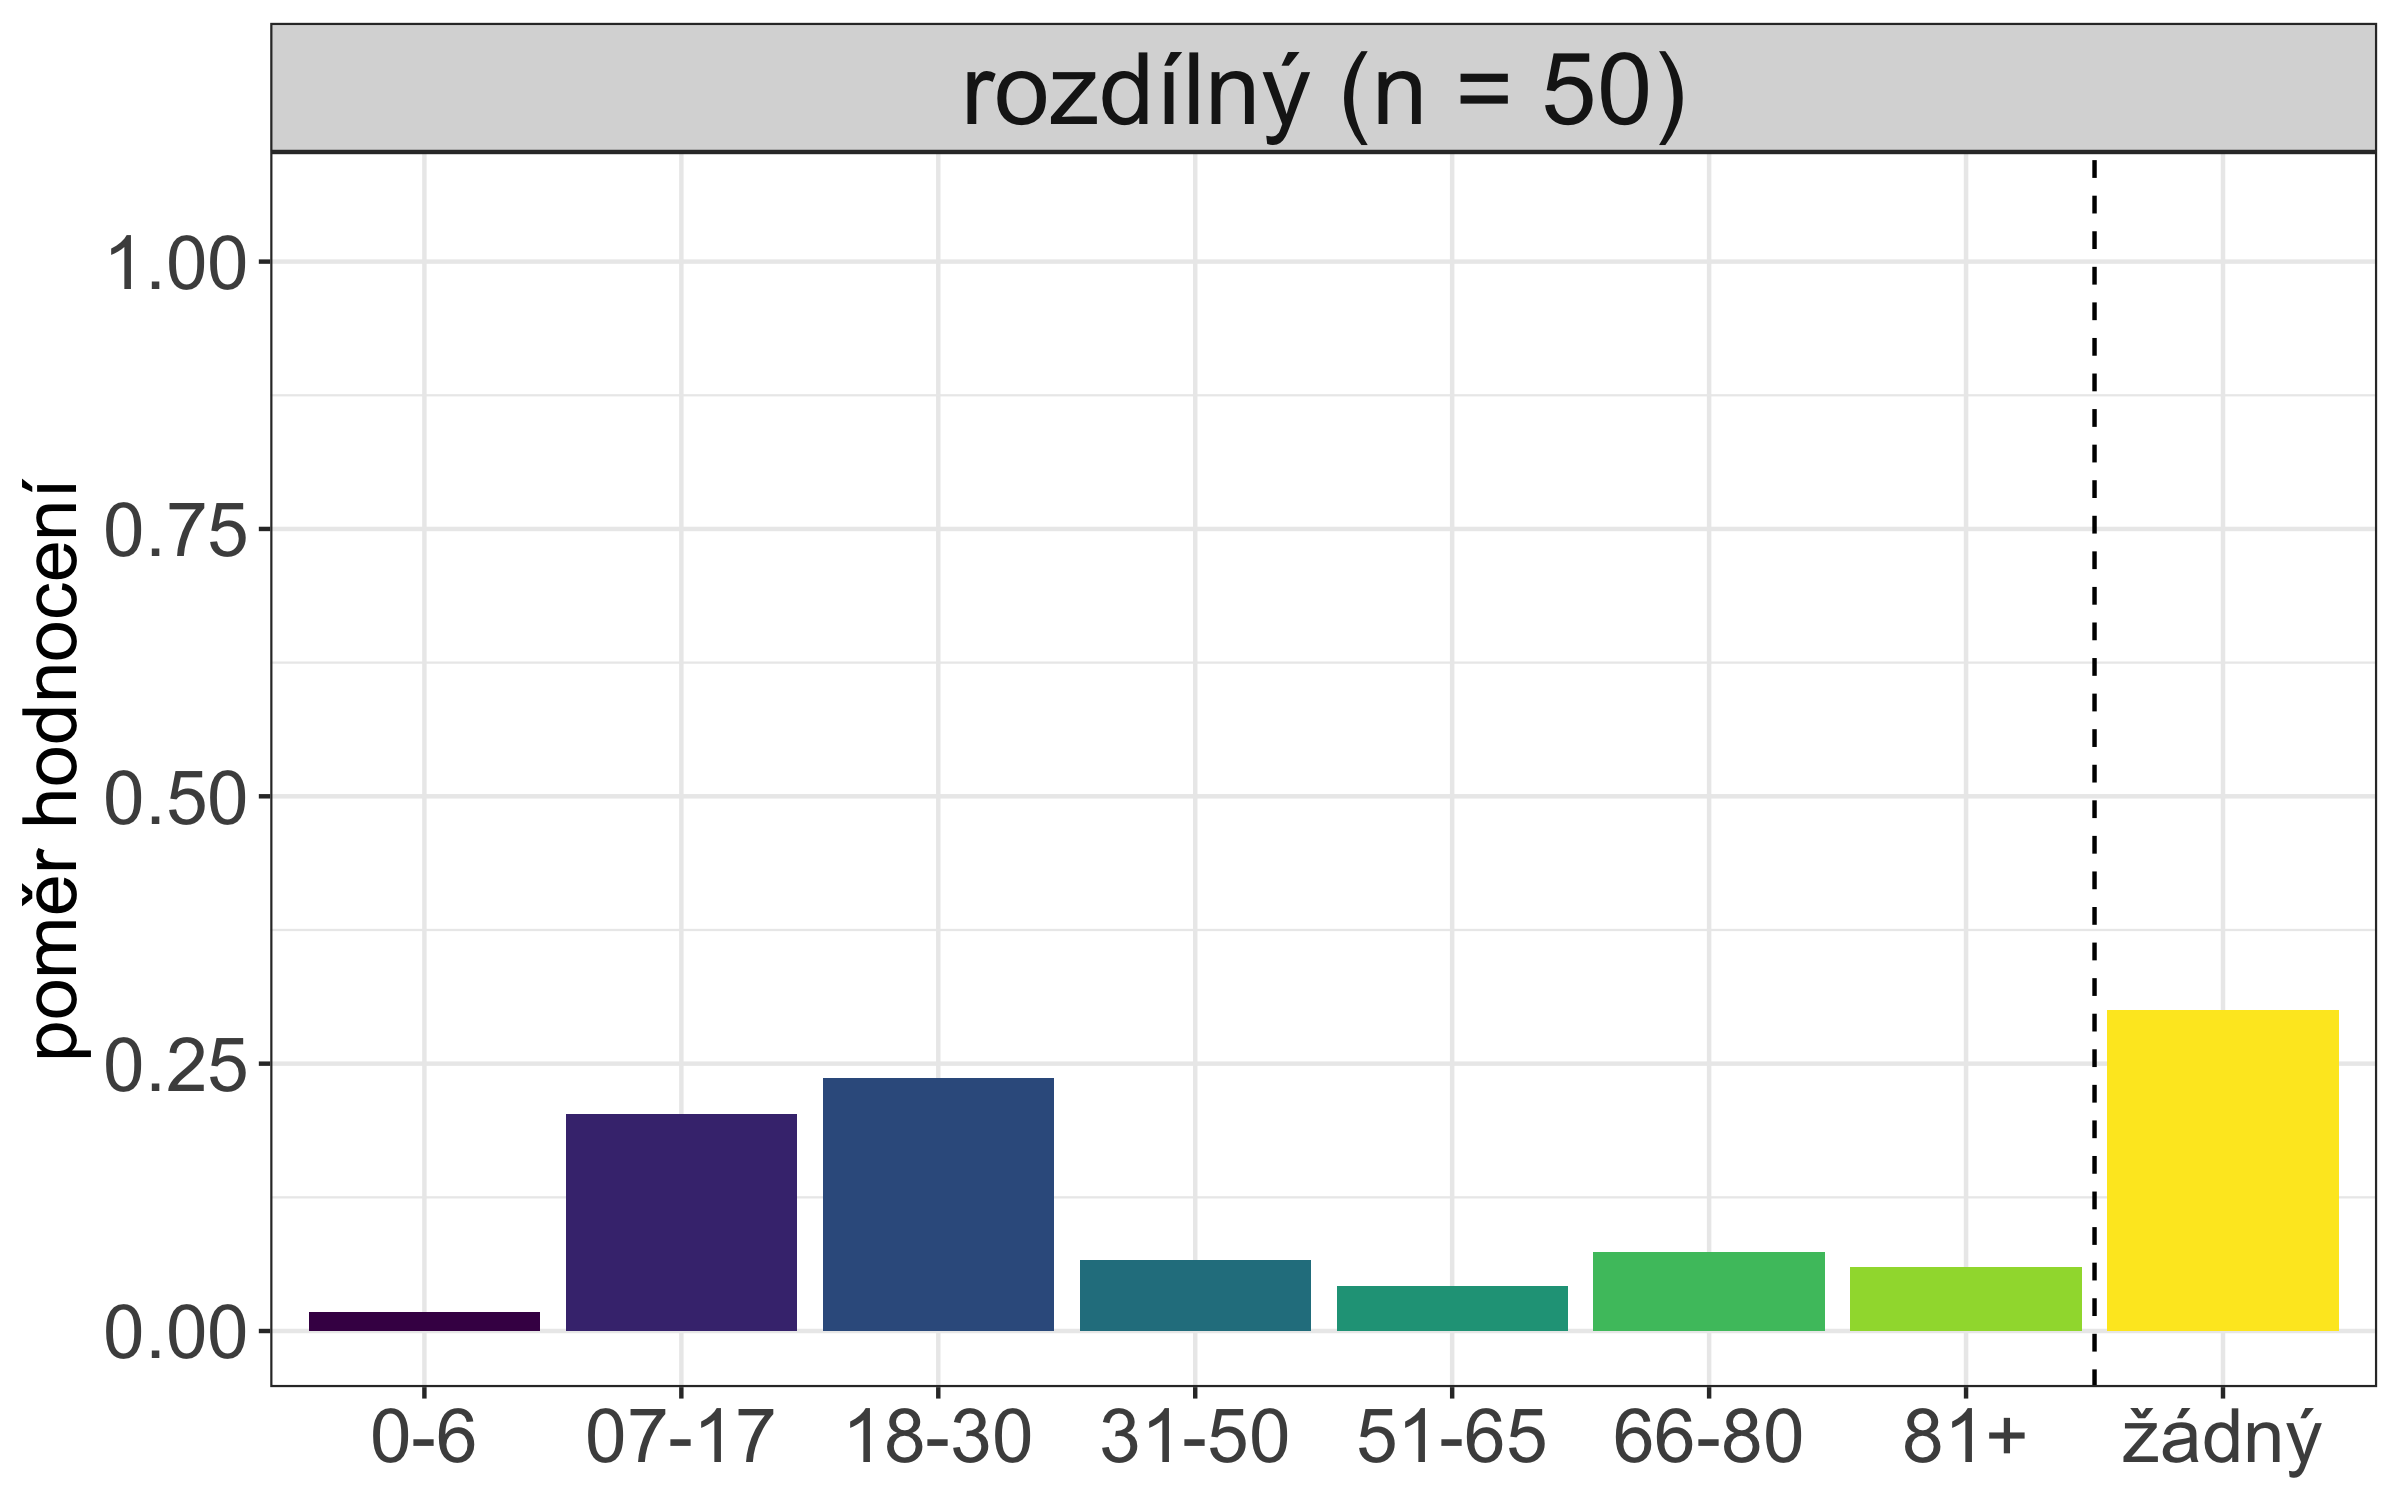 rozdílný (n = 50)
poměr hodnocení
1.00
0.75
0.50
0.25
0.00
0-6 07-17 18-30 31-50 51-65 66-80 81+ žádný